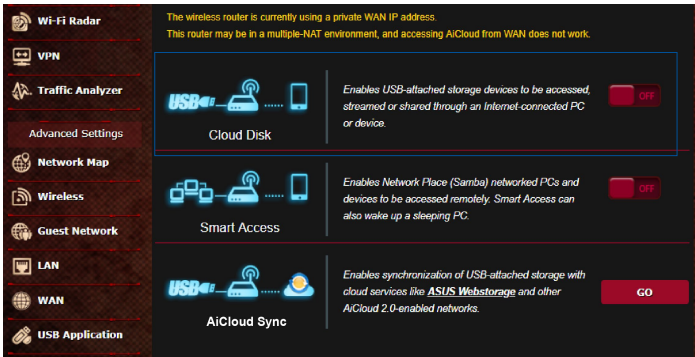 Wi-Fi Radar
VPN
Traffic Analyzer
Advanced Settings
Network Map
Wireless
Guest Network
LAN
WAN
USB Application
The wireless router is currently using a private WAN IP address.
This router may be in a multiple-NAT environment, and accessing AiCloud from WAN does not work.
USB
Cloud Disk
Enables USB-attached storage devices to be accessed,
streamed or shared through an Internet-connected PC
or device.
OFF
Smart Access
Enables Network Place (Samba) networked PCs and
devices to be accessed remotely. Smart Access can
also wake up a sleeping PC.
OFF
USB
AiCloud Sync
Enables synchronization of USB-attached storage with
cloud services like ASUS Webstorage and other
AiCloud 2.0-enabled networks.
GO